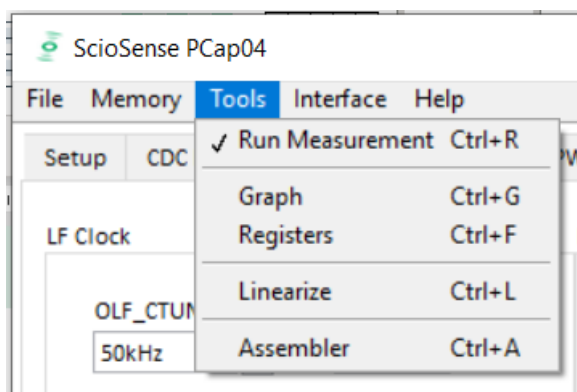 ScioSense PCap04
File Memory Tools Interface Help
Setup CDC
Run Measurement Ctrl+R
Graph Ctrl+G
Registers Ctrl+F
LF Clock
Linearize Ctrl+L
OLF_CTUN
50kHz
Assembler Ctrl+A